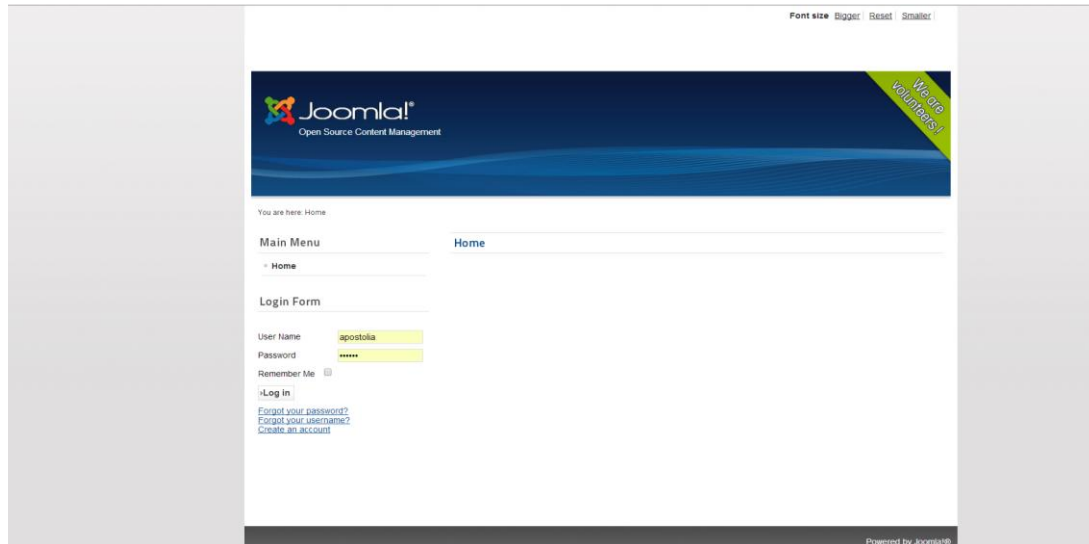 Font size Bigger Reset Smaller
Joomla!®
Open Source Content Management
We are
volunteers!
You are here: Home
Main Menu
Home
Home
Login Form
User Name apostolia
Password ••••••
Remember Me
Log in
Forgot your password?
Forgot your username?
Create an account
Powered by Joomla!®